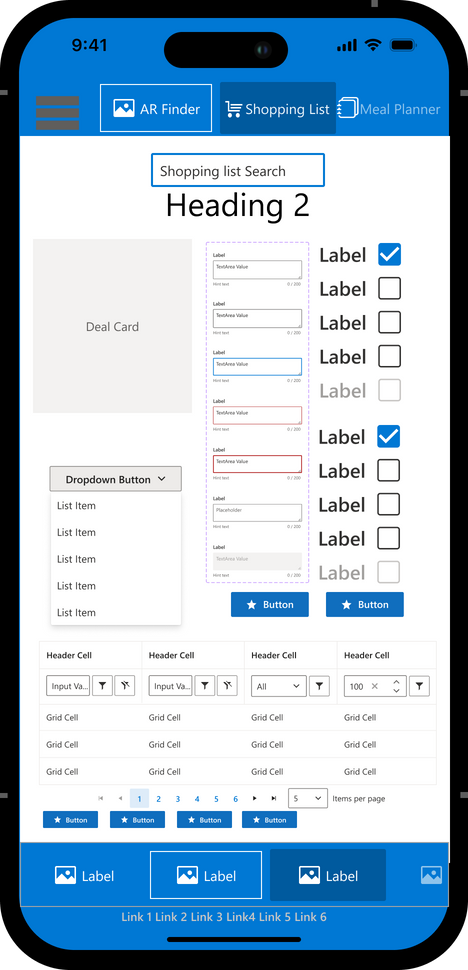 9:41
AR Finder Shopping List Meal Planner
Shopping list Search
Heading 2
Deal Card
Label
TextArea Value
Hint text 0 / 200
Label
TextArea Value
Hint text 0 / 200
Label
TextArea Value
Hint text 0 / 200
Label
TextArea Value
Hint text 0 / 200
Label
TextArea Value
Hint text 0 / 200
Label
Placeholder
Hint text 0 / 200
Label
TextArea Value
Hint text 0 / 200
Label
Label
Label
Label
Label
Label
Label
Label
Label
Label
Dropdown Button
List Item
List Item
List Item
List Item
List Item
Button Button
Header Cell Header Cell Header Cell Header Cell
Input Va... Input Va... All 100
Grid Cell Grid Cell Grid Cell Grid Cell
Grid Cell Grid Cell Grid Cell Grid Cell
Grid Cell Grid Cell Grid Cell Grid Cell
1 2 3 4 5 6 5 Items per page
Button Button Button Button
Label Label Label
Link 1 Link 2 Link 3 Link4 Link 5 Link 6